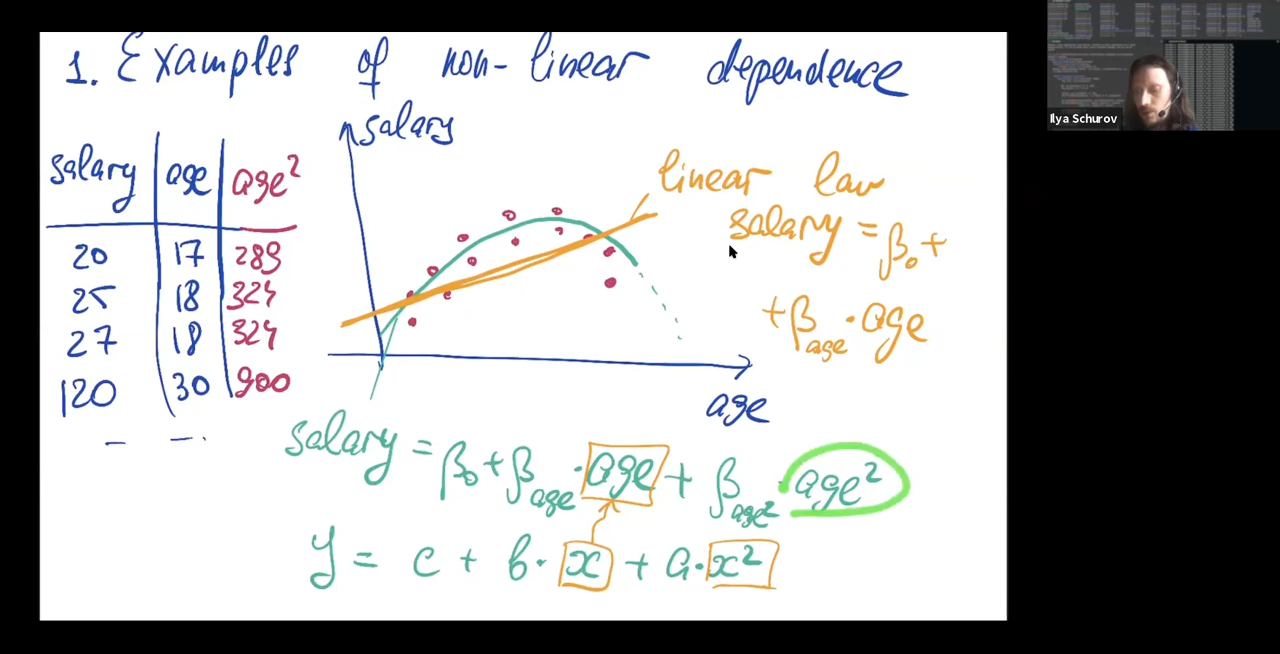 1. Examples of non-linear dependence
Ilya Schurov
salary
salary | age | age²
20 | 17 | 289
25 | 18 | 324
27 | 18 | 324
120 | 30 | 900
linear law
salary = β₀ +
+ β_age · age
age
salary = β₀ + β_age · age + β_age² · age²
y = c + b · x + a · x²